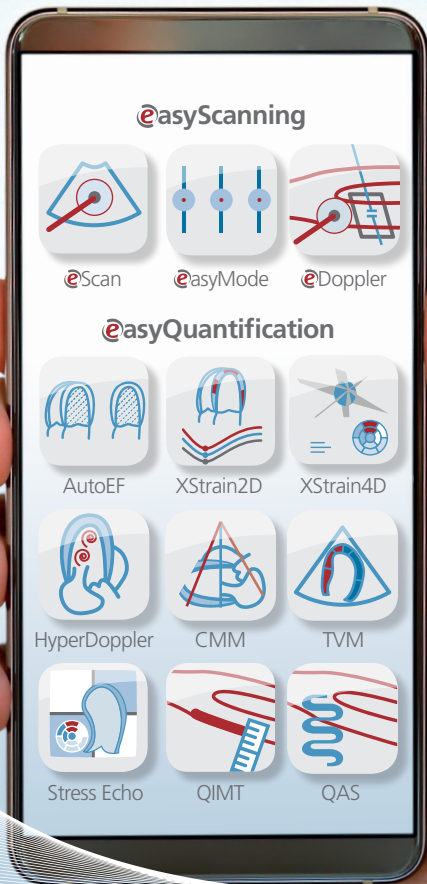 easyScanning
eScan easyMode eDoppler
easyQuantification
AutoEF XStrain2D XStrain4D
HyperDoppler CMM TVM
Stress Echo QIMT QAS